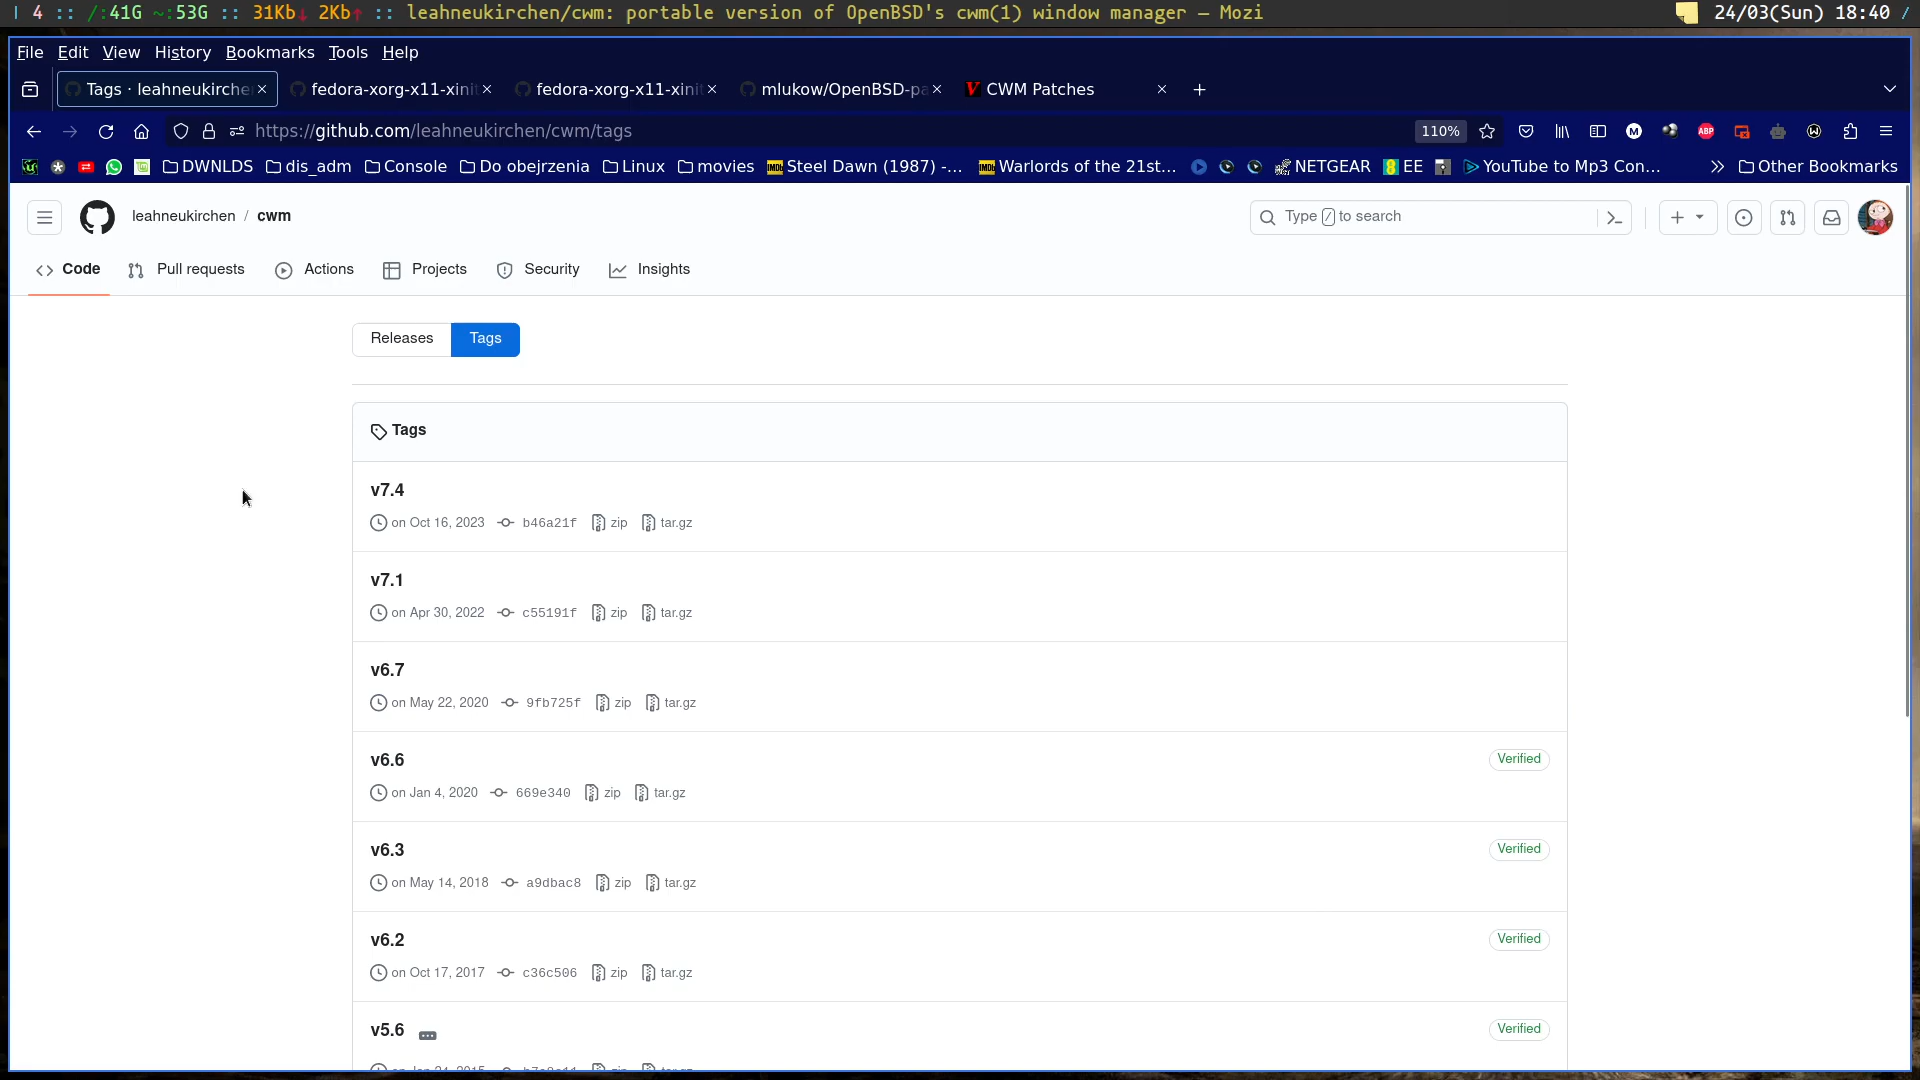 4 :: /:41G ~:53G :: 31Kb↓ 2Kb↑ :: leahneukirchen/cwm: portable version of OpenBSD's cwm(1) window manager — Mozi 24/03(Sun) 18:40 /
File Edit View History Bookmarks Tools Help
Tags · leahneukirche × fedora-xorg-x11-xinit × fedora-xorg-x11-xinit × mlukow/OpenBSD-pa × CWM Patches × +
https://github.com/leahneukirchen/cwm/tags 110%
DWNLDS dis_adm Console Do obejrzenia Linux movies Steel Dawn (1987) -... Warlords of the 21st... NETGEAR EE YouTube to Mp3 Con... Other Bookmarks
leahneukirchen / cwm Type / to search
Code Pull requests Actions Projects Security Insights
Releases Tags
Tags
v7.4
on Oct 16, 2023 b46a21f zip tar.gz
v7.1
on Apr 30, 2022 c55191f zip tar.gz
v6.7
on May 22, 2020 9fb725f zip tar.gz
v6.6 Verified
on Jan 4, 2020 669e340 zip tar.gz
v6.3 Verified
on May 14, 2018 a9dbac8 zip tar.gz
v6.2 Verified
on Oct 17, 2017 c36c506 zip tar.gz
v5.6 ... Verified